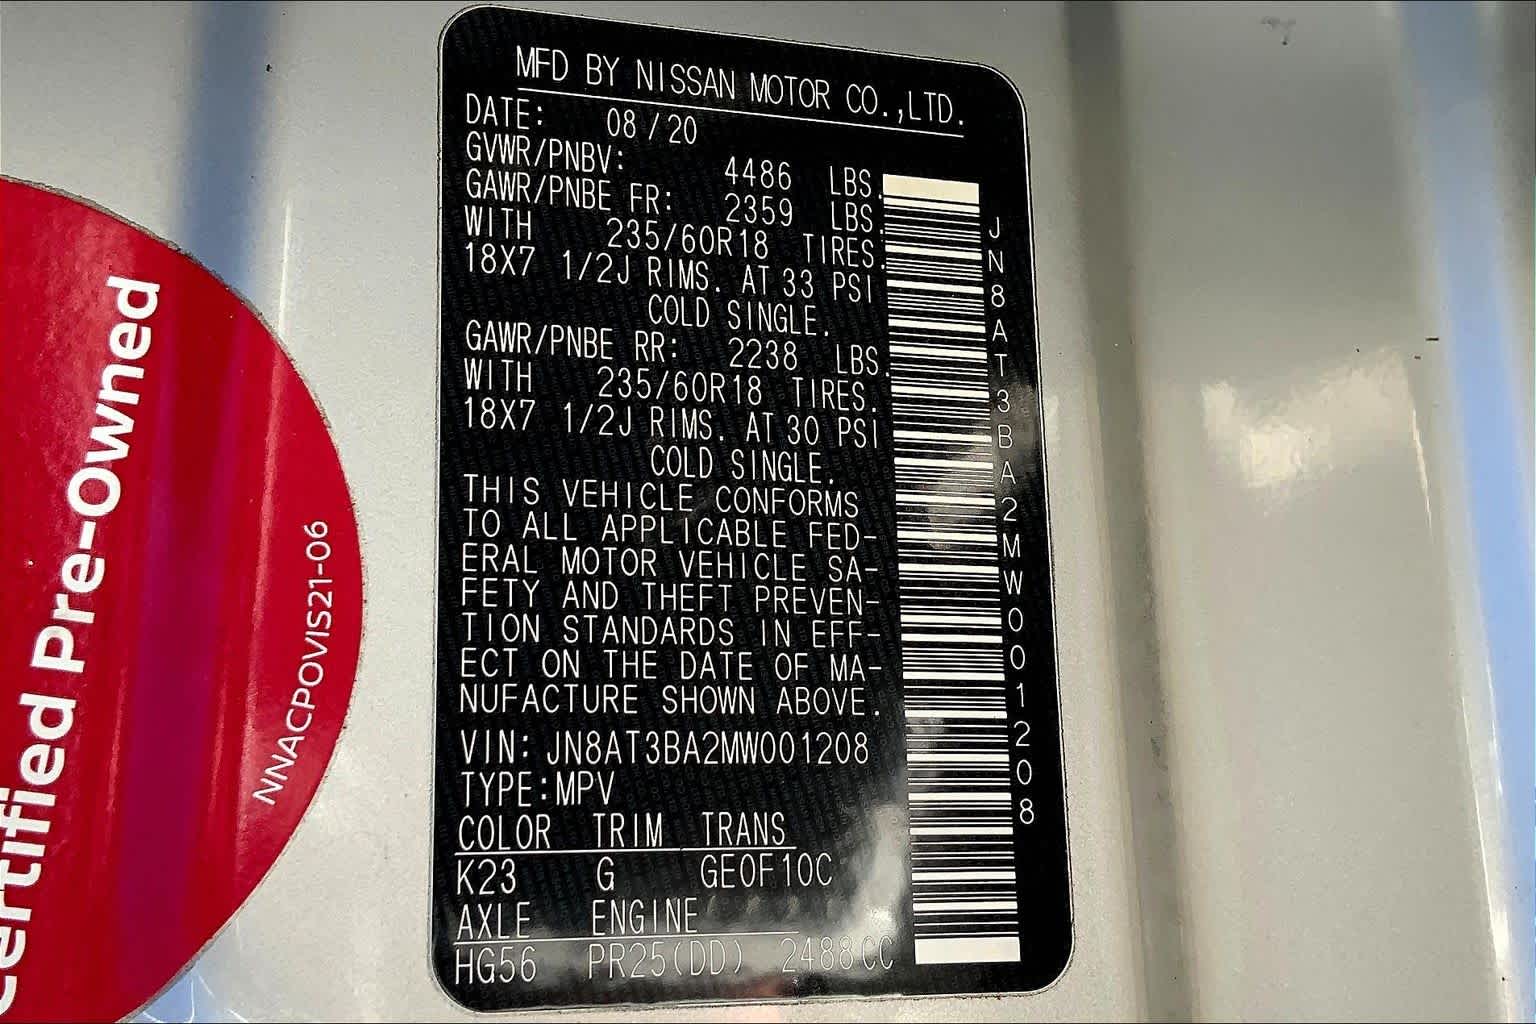 MFD BY NISSAN MOTOR CO.,LTD.
DATE: 08/20
GVWR/PNBV: 4486 LBS.
GAWR/PNBE FR: 2359 LBS.
WITH 235/60R18 TIRES.
18X7 1/2J RIMS. AT 33 PSI
COLD SINGLE.
GAWR/PNBE RR: 2238 LBS.
WITH 235/60R18 TIRES.
18X7 1/2J RIMS. AT 30 PSI
COLD SINGLE.
THIS VEHICLE CONFORMS
TO ALL APPLICABLE FED-
ERAL MOTOR VEHICLE SA-
FETY AND THEFT PREVEN-
TION STANDARDS IN EFF-
ECT ON THE DATE OF MA-
NUFACTURE SHOWN ABOVE.
VIN: JN8AT3BA2MW001208
TYPE:MPV
COLOR TRIM TRANS
K23 G GE0F10C
AXLE ENGINE
HG56 PR25(DD) 2488CC
JN8AT3BA2MW001208
Certified Pre-Owned
NNACPOVIS21-06